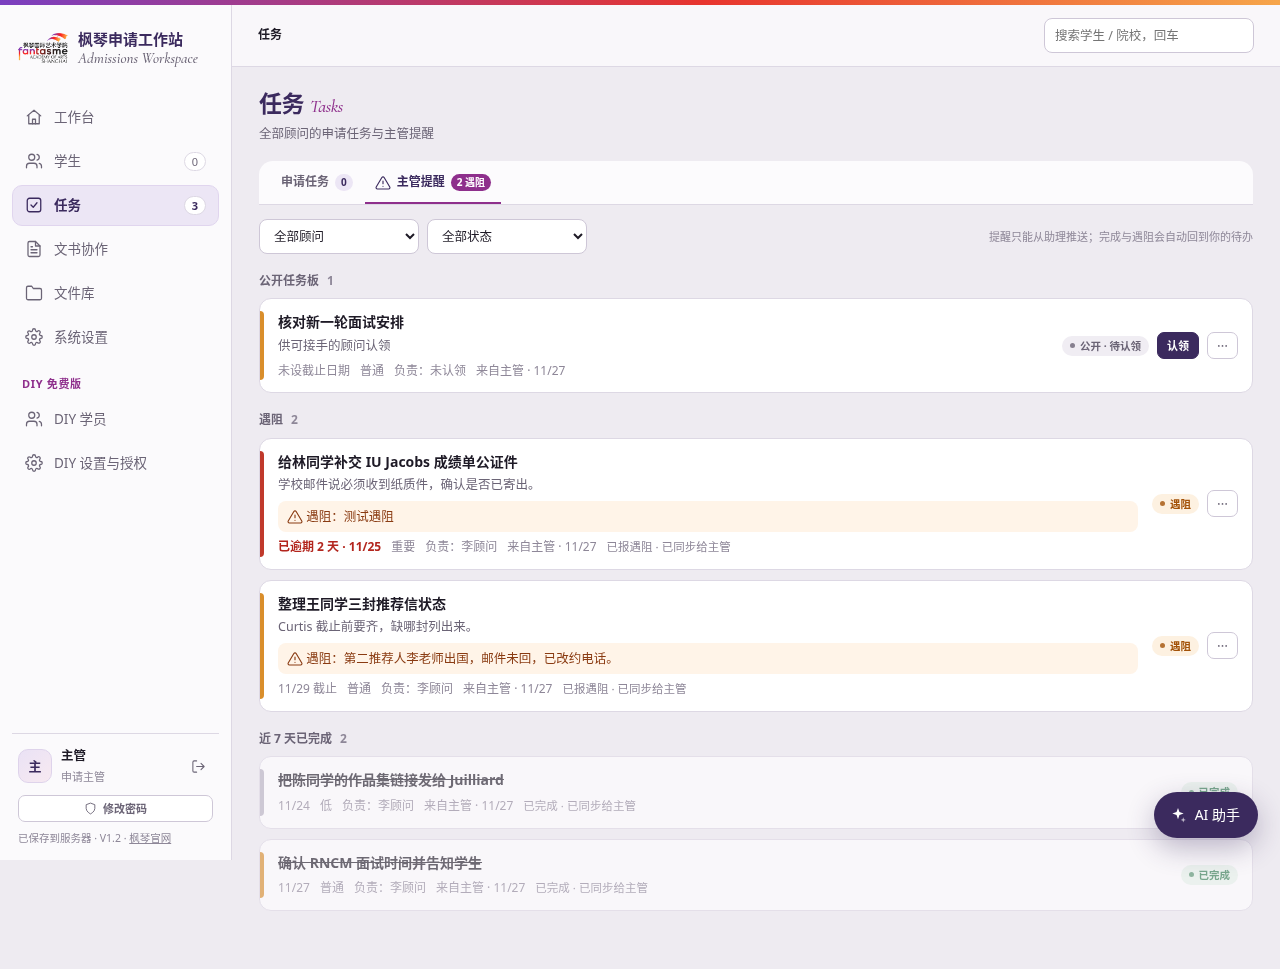 枫琴国际艺术学院
fantasme
ACADEMY OF ARTS
SHANGHAI
枫琴申请工作站
Admissions Workspace
工作台
学生 0
任务 3
文书协作
文件库
系统设置
DIY 免费版
DIY 学员
DIY 设置与授权
主
主管
申请主管
修改密码
已保存到服务器 · V1.2 · 枫琴官网
任务
搜索学生 / 院校，回车
任务 Tasks
全部顾问的申请任务与主管提醒
申请任务 0 主管提醒 2 遇阻
全部顾问 全部状态 提醒只能从助理推送；完成与遇阻会自动回到你的待办
公开任务板 1
核对新一轮面试安排
供可接手的顾问认领
未设截止日期 普通 负责：未认领 来自主管 · 11/27
公开 · 待认领 认领 ···
遇阻 2
给林同学补交 IU Jacobs 成绩单公证件
学校邮件说必须收到纸质件，确认是否已寄出。
遇阻：测试遇阻
已逾期 2 天 · 11/25 重要 负责：李顾问 来自主管 · 11/27 已报遇阻 · 已同步给主管
遇阻 ···
整理王同学三封推荐信状态
Curtis 截止前要齐，缺哪封列出来。
遇阻：第二推荐人李老师出国，邮件未回，已改约电话。
11/29 截止 普通 负责：李顾问 来自主管 · 11/27 已报遇阻 · 已同步给主管
遇阻 ···
近 7 天已完成 2
把陈同学的作品集链接发给 Juilliard
11/24 低 负责：李顾问 来自主管 · 11/27 已完成 · 已同步给主管
已完成
AI 助手
确认 RNCM 面试时间并告知学生
11/27 普通 负责：李顾问 来自主管 · 11/27 已完成 · 已同步给主管
已完成